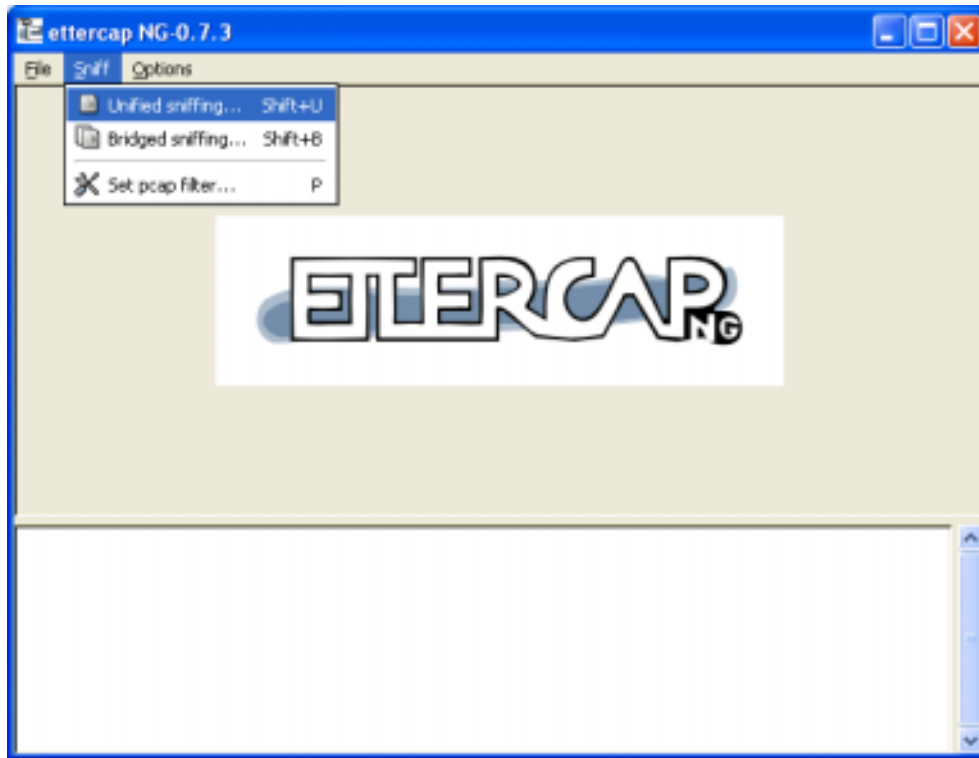 ettercap NG-0.7.3
File Sniff Options
Unified sniffing... Shift+U
Bridged sniffing... Shift+B
Set pcap filter... P
ETTERCAP NG